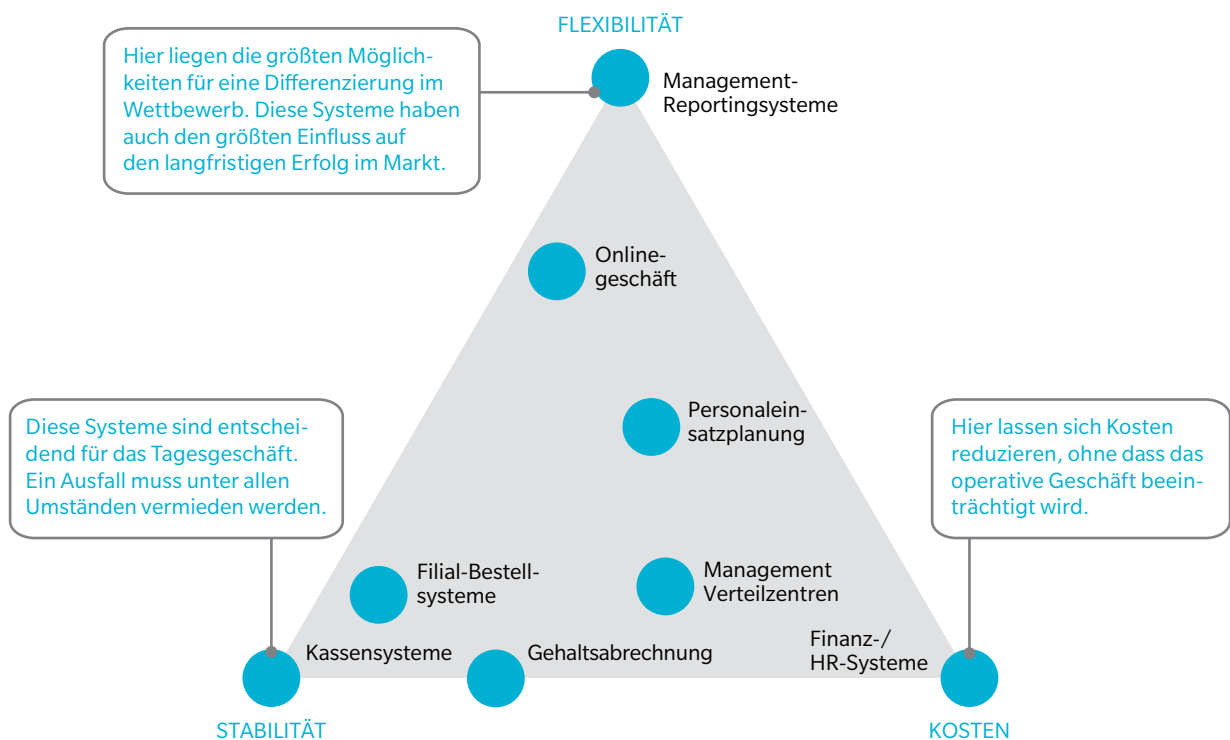 FLEXIBILITÄT
Hier liegen die größten Möglich-
keiten für eine Differenzierung im
Wettbewerb. Diese Systeme haben
auch den größten Einfluss auf
den langfristigen Erfolg im Markt.
Management-
Reportingsysteme
Online-
geschäft
Personalein-
satzplanung
Diese Systeme sind entschei-
dend für das Tagesgeschäft.
Ein Ausfall muss unter allen
Umständen vermieden werden.
Hier lassen sich Kosten
reduzieren, ohne dass das
operative Geschäft beein-
trächtigt wird.
Filial-Bestell-
systeme
Management
Verteilzentren
Kassensysteme
Gehaltsabrechnung
Finanz-/
HR-Systeme
STABILITÄT
KOSTEN